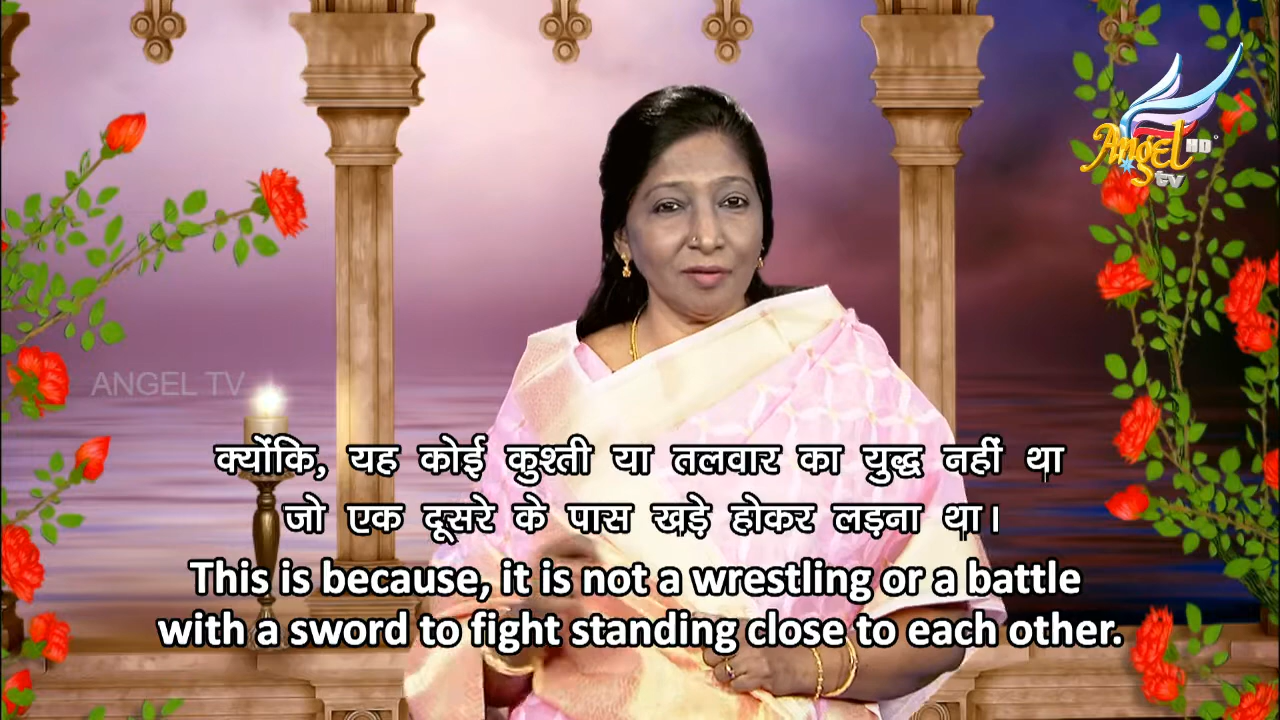 Angel HD
tv
ANGEL TV
क्योंकि, यह कोई कुश्ती या तलवार का युद्ध नहीं था
जो एक दूसरे के पास खड़े होकर लड़ना था।
This is because, it is not a wrestling or a battle
with a sword to fight standing close to each other.